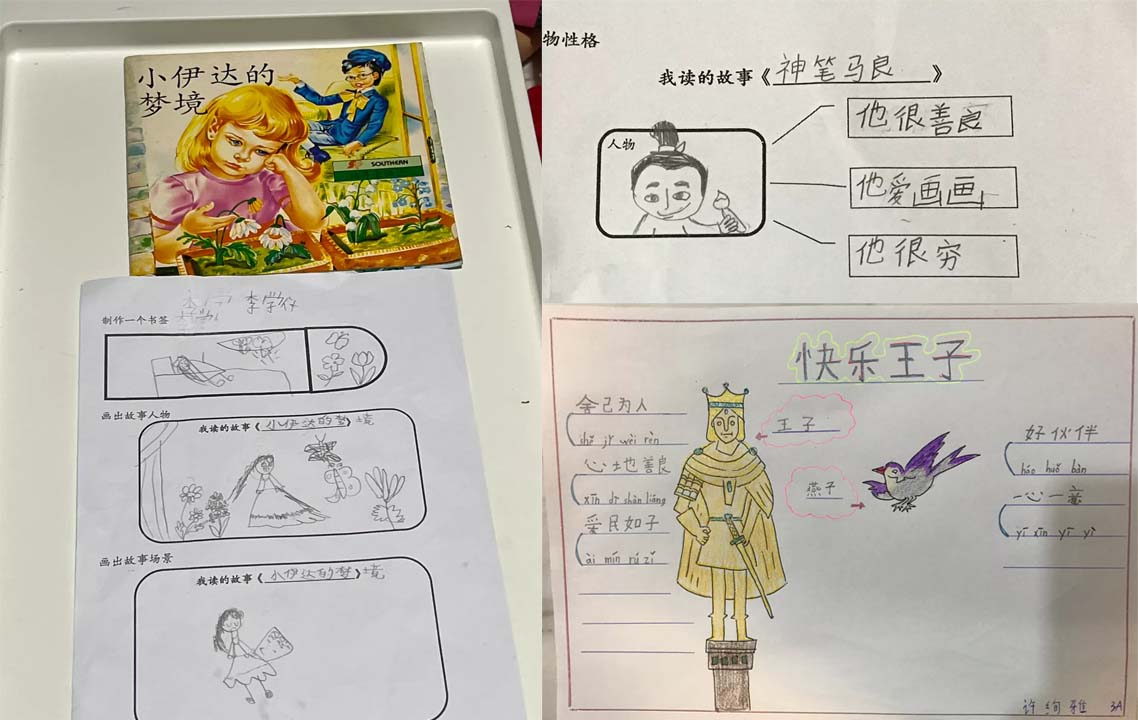 小伊达的
梦境
SOUTHERN
制作一个书签
画出故事人物
我读的故事《小伊达的梦》境
画出故事场景
我读的故事《小伊达的梦》境
物性格
我读的故事《神笔马良》
人物
他很善良
他爱画画
他很穷
快乐王子
舍己为人
shě jǐ wèi rén
心地善良
xīn dì shàn liáng
爱民如子
ài mín rú zǐ
王子
燕子
好伙伴
hǎo huǒ bàn
一心一意
yī xīn yī yì
许绚雅 3A